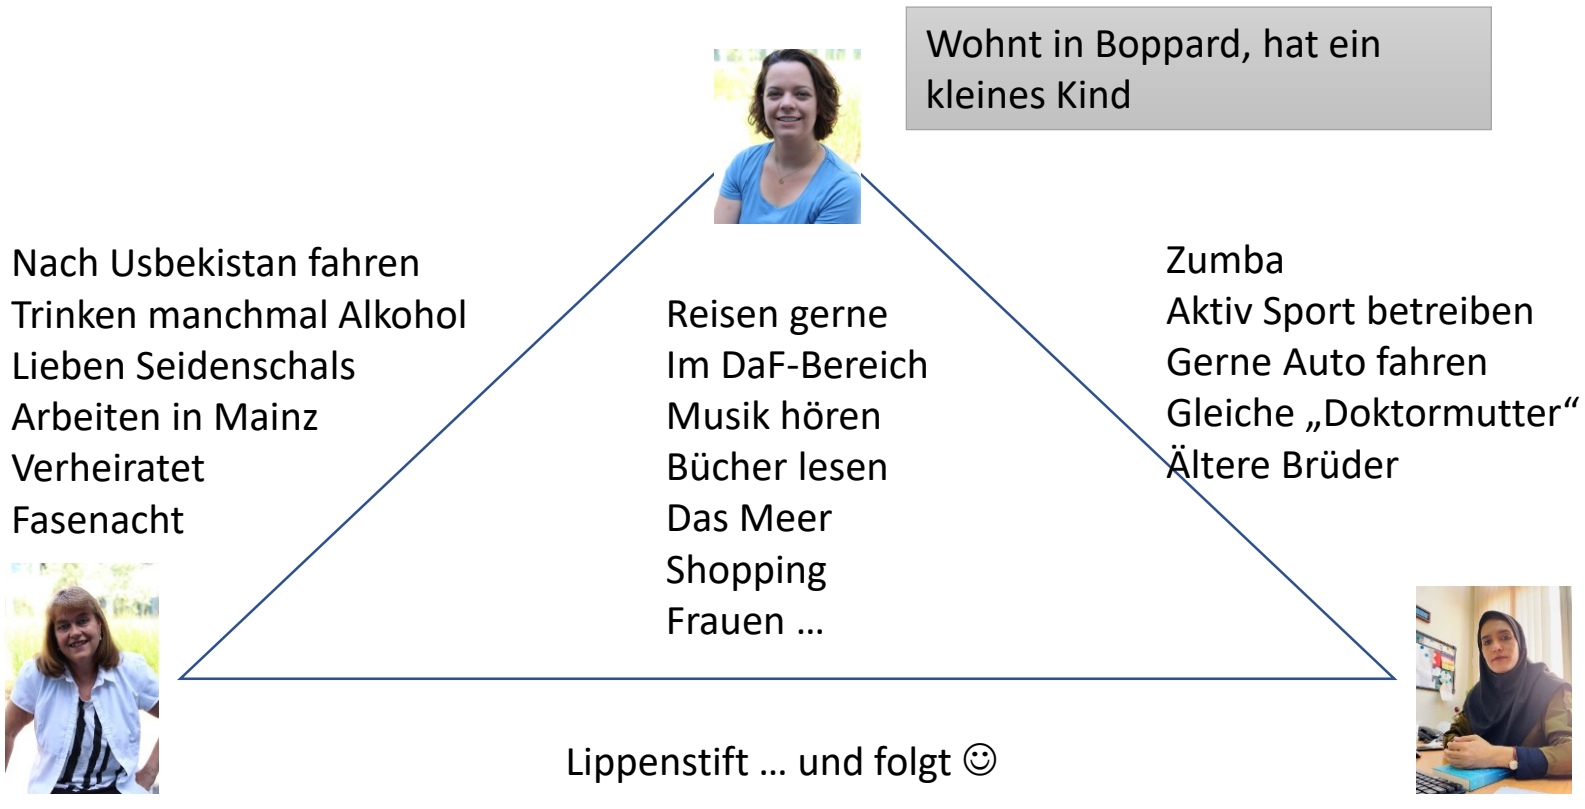 Wohnt in Boppard, hat ein
kleines Kind
Nach Usbekistan fahren
Trinken manchmal Alkohol
Lieben Seidenschals
Arbeiten in Mainz
Verheiratet
Fasenacht
Reisen gerne
Im DaF-Bereich
Musik hören
Bücher lesen
Das Meer
Shopping
Frauen …
Zumba
Aktiv Sport betreiben
Gerne Auto fahren
Gleiche „Doktormutter“
Ältere Brüder
Lippenstift … und folgt ☺